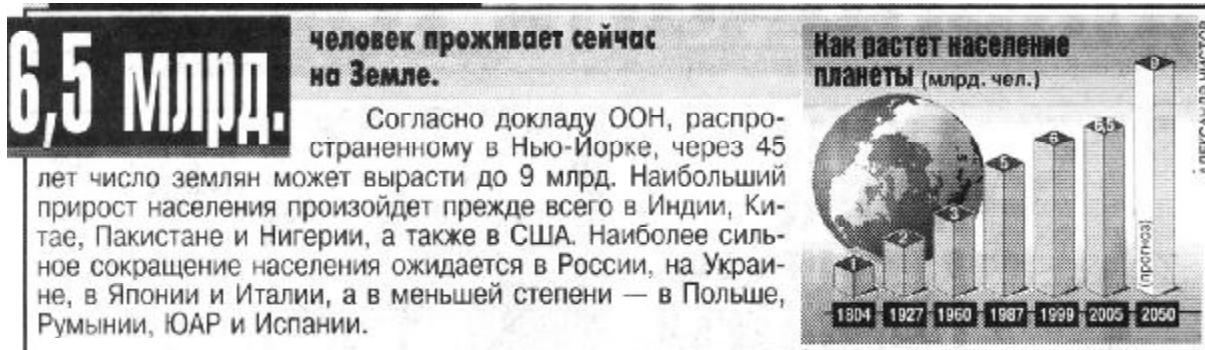 6,5 млрд.
человек проживает сейчас
на Земле.
Согласно докладу ООН, распро-
страненному в Нью-Йорке, через 45
лет число землян может вырасти до 9 млрд. Наибольший
прирост населения произойдет прежде всего в Индии, Ки-
тае, Пакистане и Нигерии, а также в США. Наиболее силь-
ное сокращение населения ожидается в России, на Украи-
не, в Японии и Италии, а в меньшей степени — в Польше,
Румынии, ЮАР и Испании.
Как растет население
планеты (млрд. чел.)
1 2 3 5 6 6,5 9
(прогноз)
1804 1927 1960 1987 1999 2005 2050
АЛЕКСАНДА ЧИСТОВ